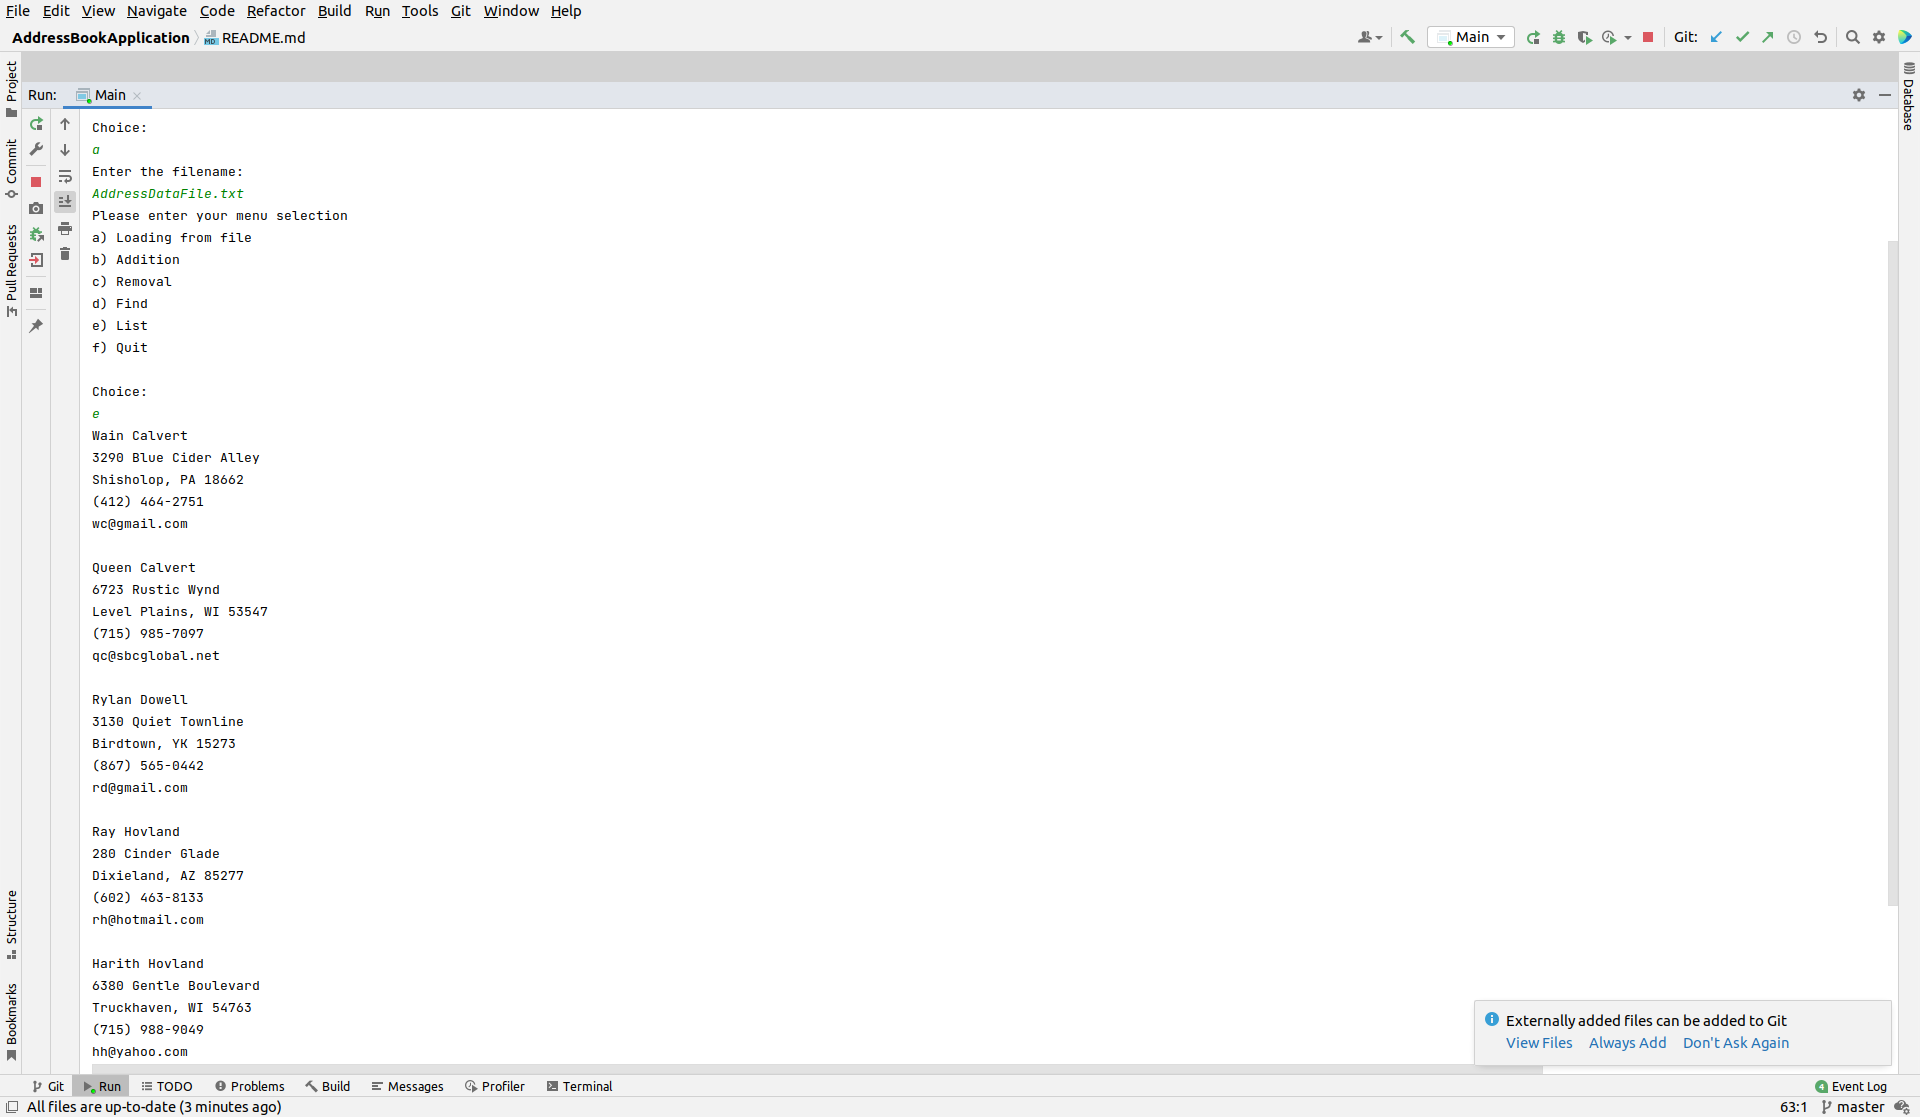 File Edit View Navigate Code Refactor Build Run Tools Git Window Help
AddressBookApplication README.md
Main Git:
Project
Commit
Pull Requests
Structure
Bookmarks
Database
Run: Main
Choice:
a
Enter the filename:
AddressDataFile.txt
Please enter your menu selection
a) Loading from file
b) Addition
c) Removal
d) Find
e) List
f) Quit
Choice:
e
Wain Calvert
3290 Blue Cider Alley
Shisholop, PA 18662
(412) 464-2751
wc@gmail.com
Queen Calvert
6723 Rustic Wynd
Level Plains, WI 53547
(715) 985-7097
qc@sbcglobal.net
Rylan Dowell
3130 Quiet Townline
Birdtown, YK 15273
(867) 565-0442
rd@gmail.com
Ray Hovland
280 Cinder Glade
Dixieland, AZ 85277
(602) 463-8133
rh@hotmail.com
Harith Hovland
6380 Gentle Boulevard
Truckhaven, WI 54763
(715) 988-9049
hh@yahoo.com
Externally added files can be added to Git
View Files Always Add Don't Ask Again
Git Run TODO Problems Build Messages Profiler Terminal 4 Event Log
All files are up-to-date (3 minutes ago) 63:1 master